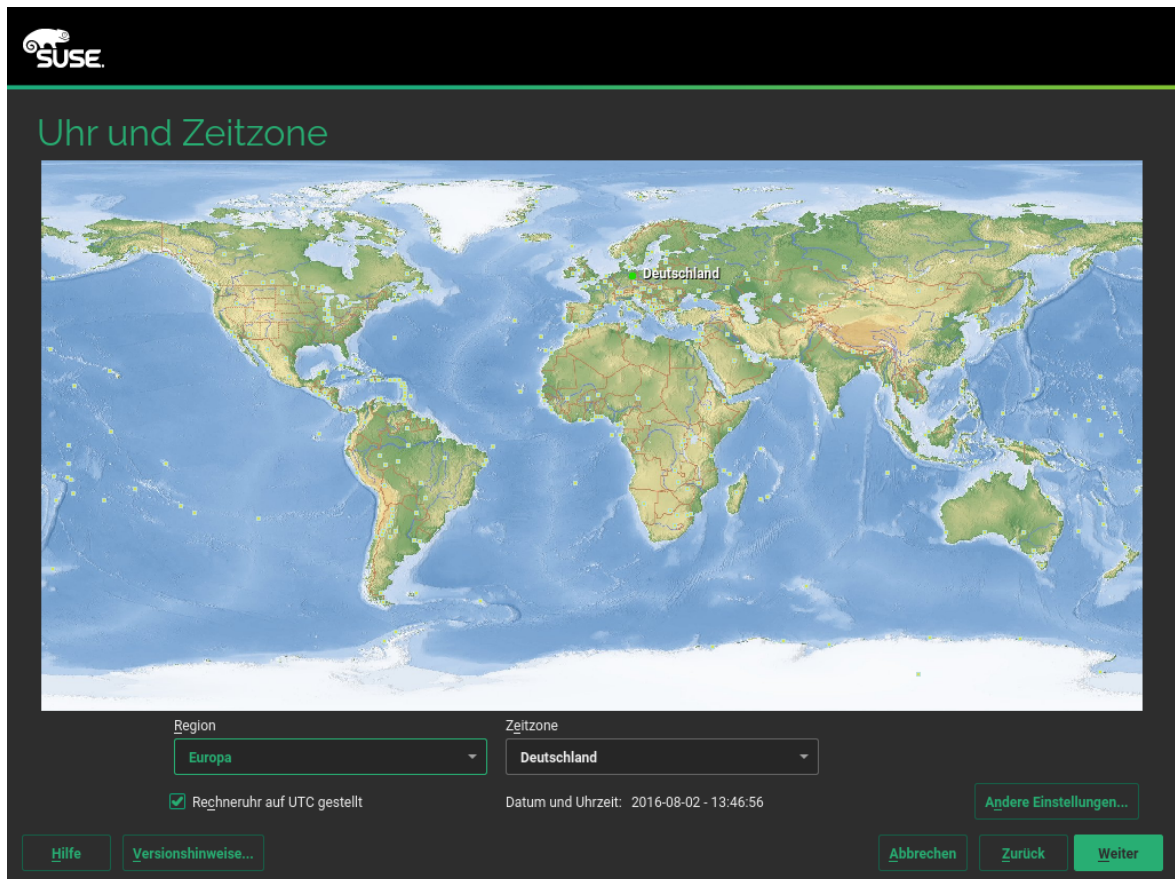 SUSE.
Uhr und Zeitzone
Deutschland
Region
Zeitzone
Europa
Deutschland
Rechneruhr auf UTC gestellt
Datum und Uhrzeit: 2016-08-02 - 13:46:56
Andere Einstellungen...
Hilfe
Versionshinweise...
Abbrechen
Zurück
Weiter